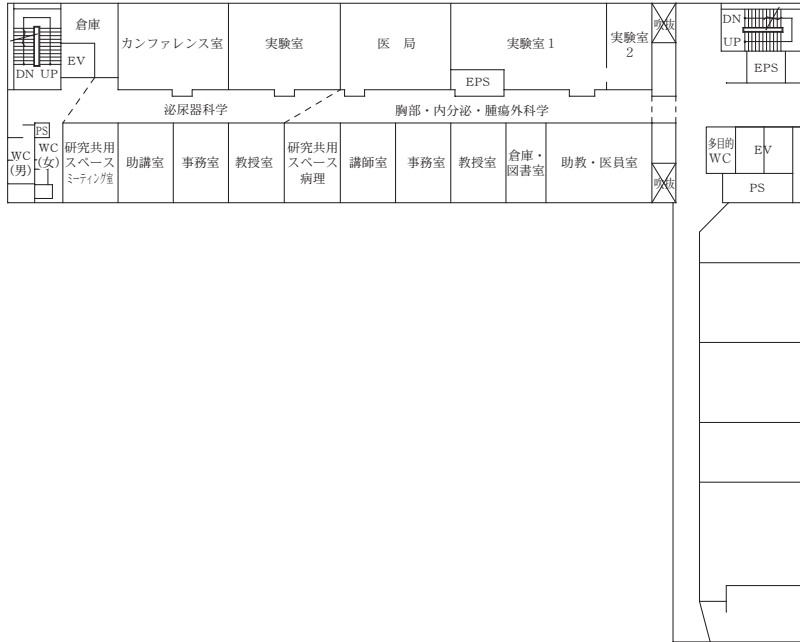 倉庫
吹抜
DN
カンファレンス室
実験室
医 局
実験室1
実験室
2
UP
EV
DN UP
EPS
EPS
泌尿器科学
胸部・内分泌・腫瘍外科学
PS
WC
(男)
WC
(女)
研究共用
スペース
ミーティング室
助講室
事務室
教授室
研究共用
スペース
病理
講師室
事務室
教授室
倉庫・
図書室
助教・医員室
吹抜
多目的
WC
EV
PS